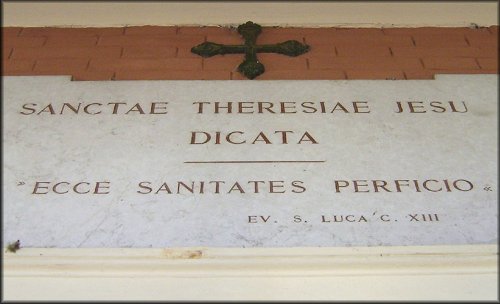 SANCTAE THERESIAE JESU
DICATA
»ECCE SANITATES PERFICIO«
EV. S. LUCA C. XIII